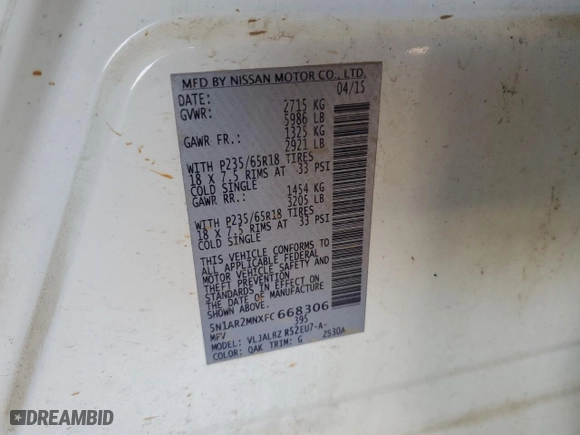 MFD BY NISSAN MOTOR CO., LTD.
DATE: 04/15
GVWR: 2715 KG
5986 LB
GAWR FR.: 1325 KG
2921 LB
WITH P235/65R18 TIRES
18 X 7.5 RIMS AT 33 PSI
COLD SINGLE
GAWR RR.: 1454 KG
3205 LB
WITH P235/65R18 TIRES
18 X 7.5 RIMS AT 33 PSI
COLD SINGLE
THIS VEHICLE CONFORMS TO
ALL APPLICABLE FEDERAL
MOTOR VEHICLE SAFETY AND
THEFT PREVENTION
STANDARDS IN EFFECT ON
THE DATE OF MANUFACTURE
SHOWN ABOVE.
5N1AR2MNXFC668306
MPV 395
MODEL: VLJALBZ R52EU7-A-
COLOR: QAK TRIM: G 2530A
DREAMBID